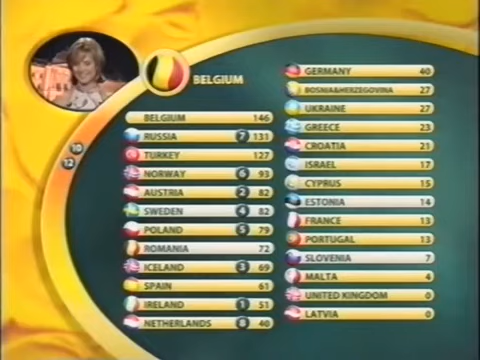 BELGIUM
10
12
BELGIUM 146
RUSSIA 7 131
TURKEY 127
NORWAY 6 93
AUSTRIA 2 82
SWEDEN 4 82
POLAND 5 79
ROMANIA 72
ICELAND 3 69
SPAIN 61
IRELAND 1 51
NETHERLANDS 8 40
GERMANY 40
BOSNIA&HERZEGOVINA 27
UKRAINE 27
GREECE 23
CROATIA 21
ISRAEL 17
CYPRUS 15
ESTONIA 14
FRANCE 13
PORTUGAL 13
SLOVENIA 7
MALTA 4
UNITED KINGDOM 0
LATVIA 0